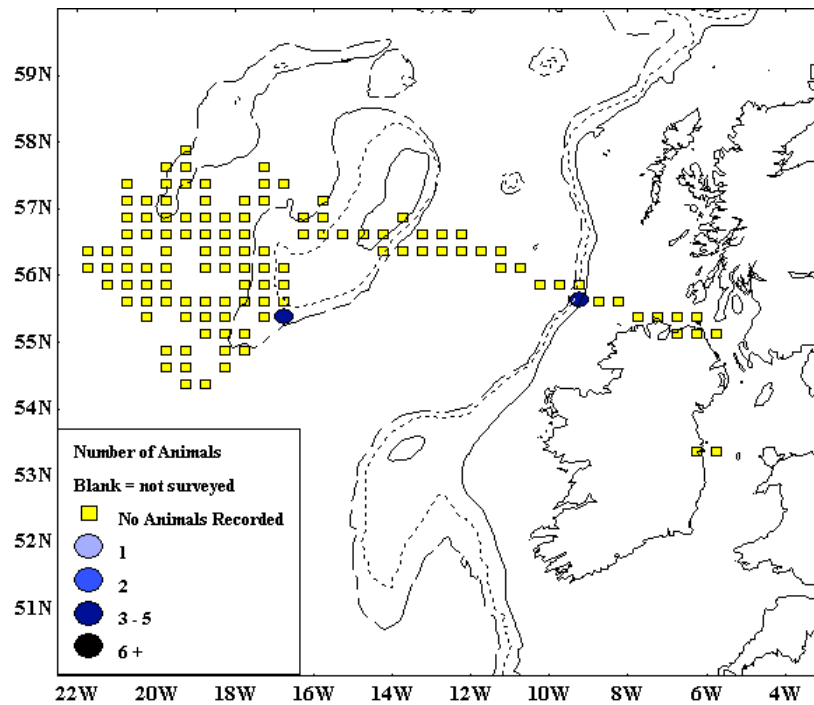 59N
58N
57N
56N
55N
54N
53N
52N
51N
Number of Animals
Blank = not surveyed
No Animals Recorded
1
2
3 - 5
6 +
22W 20W 18W 16W 14W 12W 10W 8W 6W 4W